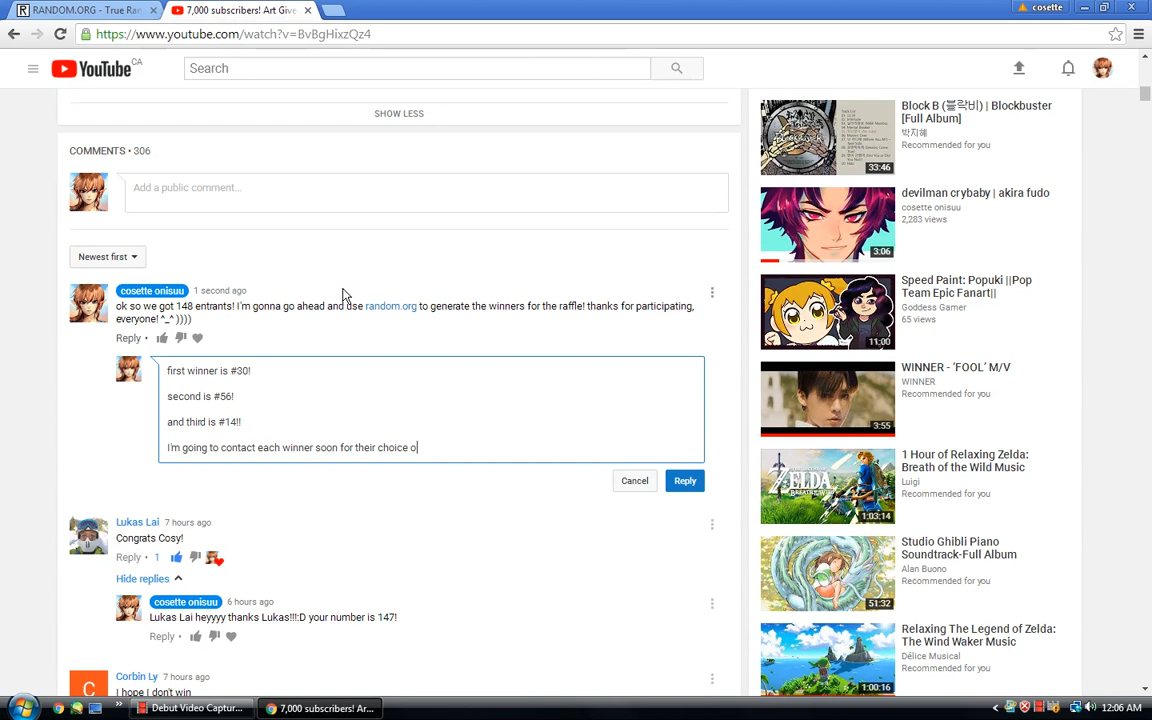 RANDOM.ORG - True Ran
7,000 subscribers! Art Give
cosette
https://www.youtube.com/watch?v=BvBgHixzQz4
YouTube CA
Search
SHOW LESS
COMMENTS • 306
Add a public comment...
Newest first
cosette onisuu 1 second ago
ok so we got 148 entrants! I'm gonna go ahead and use random.org to generate the winners for the raffle! thanks for participating,
everyone! ^_^ ))))
Reply
first winner is #30!
second is #56!
and third is #14!!
I'm going to contact each winner soon for their choice o
Cancel Reply
Lukas Lai 7 hours ago
Congrats Cosy!
Reply 1
Hide replies
cosette onisuu 6 hours ago
Lukas Lai heyyyy thanks Lukas!!!:D your number is 147!
Reply
C
Corbin Ly 7 hours ago
I hope I don't win
Block B (블락비) | Blockbuster
[Full Album]
박지혜
Recommended for you
33:46
devilman crybaby | akira fudo
cosette onisuu
2,283 views
3:06
Speed Paint: Popuki ||Pop
Team Epic Fanart||
Goddess Gamer
65 views
11:00
WINNER - 'FOOL' M/V
WINNER
Recommended for you
3:55
1 Hour of Relaxing Zelda:
Breath of the Wild Music
Luigi
Recommended for you
ZELDA
1:03:14
Studio Ghibli Piano
Soundtrack-Full Album
Alan Buono
Recommended for you
51:32
Relaxing The Legend of Zelda:
The Wind Waker Music
Délice Musical
Recommended for you
1:00:16
Debut Video Captur...
7,000 subscribers! Ar...
12:06 AM